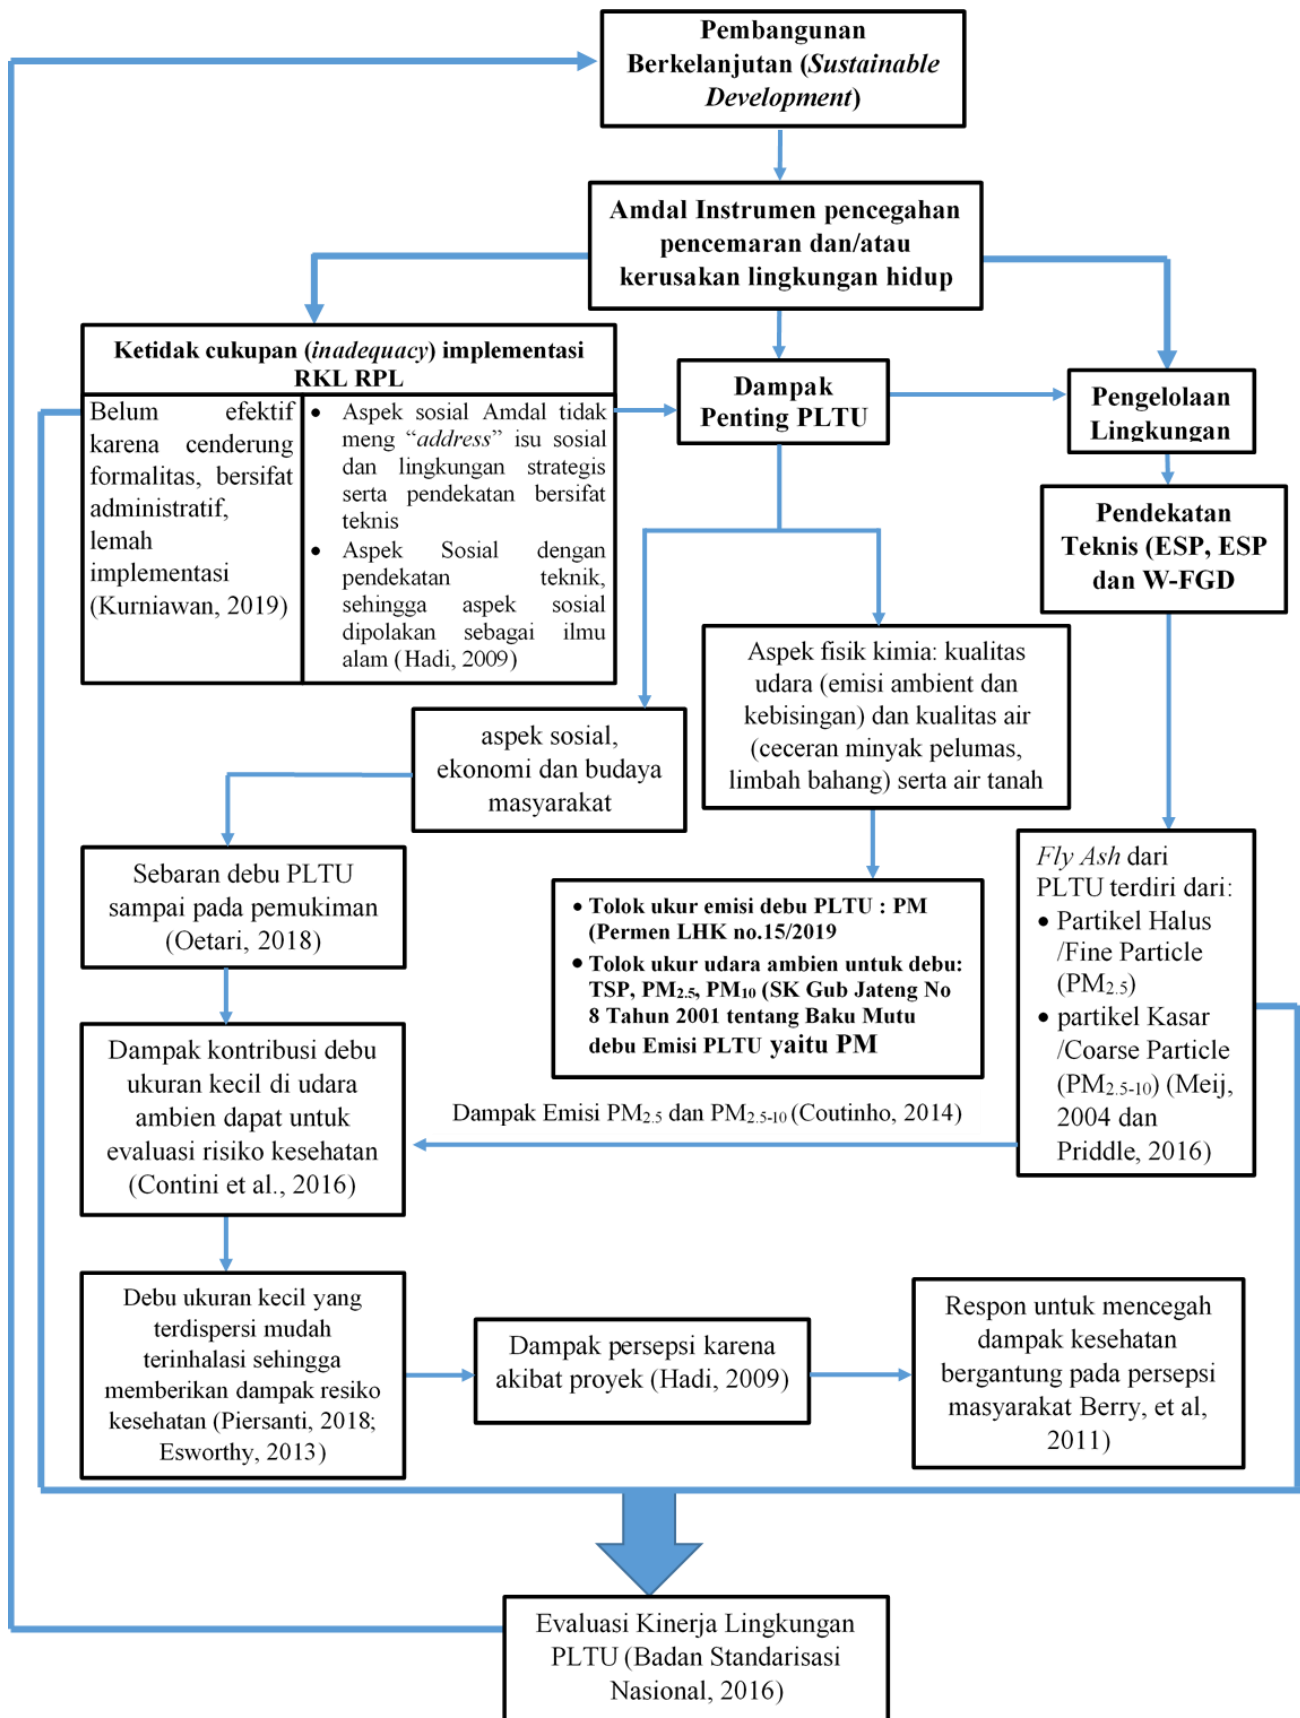 Pembangunan
Berkelanjutan (Sustainable
Development)
Amdal Instrumen pencegahan
pencemaran dan/atau
kerusakan lingkungan hidup
Ketidak cukupan (inadequacy) implementasi
RKL RPL
Belum efektif
karena cenderung
formalitas, bersifat
administratif,
lemah
implementasi
(Kurniawan, 2019)
• Aspek sosial Amdal tidak
meng “address” isu sosial
dan lingkungan strategis
serta pendekatan bersifat
teknis
• Aspek Sosial dengan
pendekatan teknik,
sehingga aspek sosial
dipolakan sebagai ilmu
alam (Hadi, 2009)
Dampak
Penting PLTU
Pengelolaan
Lingkungan
Pendekatan
Teknis (ESP, ESP
dan W-FGD
aspek sosial,
ekonomi dan budaya
masyarakat
Aspek fisik kimia: kualitas
udara (emisi ambient dan
kebisingan) dan kualitas air
(ceceran minyak pelumas,
limbah bahang) serta air tanah
Sebaran debu PLTU
sampai pada pemukiman
(Oetari, 2018)
• Tolok ukur emisi debu PLTU : PM
(Permen LHK no.15/2019
• Tolok ukur udara ambien untuk debu:
TSP, PM2.5, PM10 (SK Gub Jateng No
8 Tahun 2001 tentang Baku Mutu
debu Emisi PLTU yaitu PM
Fly Ash dari
PLTU terdiri dari:
• Partikel Halus
/Fine Particle
(PM2.5)
• partikel Kasar
/Coarse Particle
(PM2.5-10) (Meij,
2004 dan
Priddle, 2016)
Dampak kontribusi debu
ukuran kecil di udara
ambien dapat untuk
evaluasi risiko kesehatan
(Contini et al., 2016)
Dampak Emisi PM2.5 dan PM2.5-10 (Coutinho, 2014)
Debu ukuran kecil yang
terdispersi mudah
terinhalasi sehingga
memberikan dampak resiko
kesehatan (Piersanti, 2018;
Esworthy, 2013)
Dampak persepsi karena
akibat proyek (Hadi, 2009)
Respon untuk mencegah
dampak kesehatan
bergantung pada persepsi
masyarakat Berry, et al,
2011)
Evaluasi Kinerja Lingkungan
PLTU (Badan Standarisasi
Nasional, 2016)